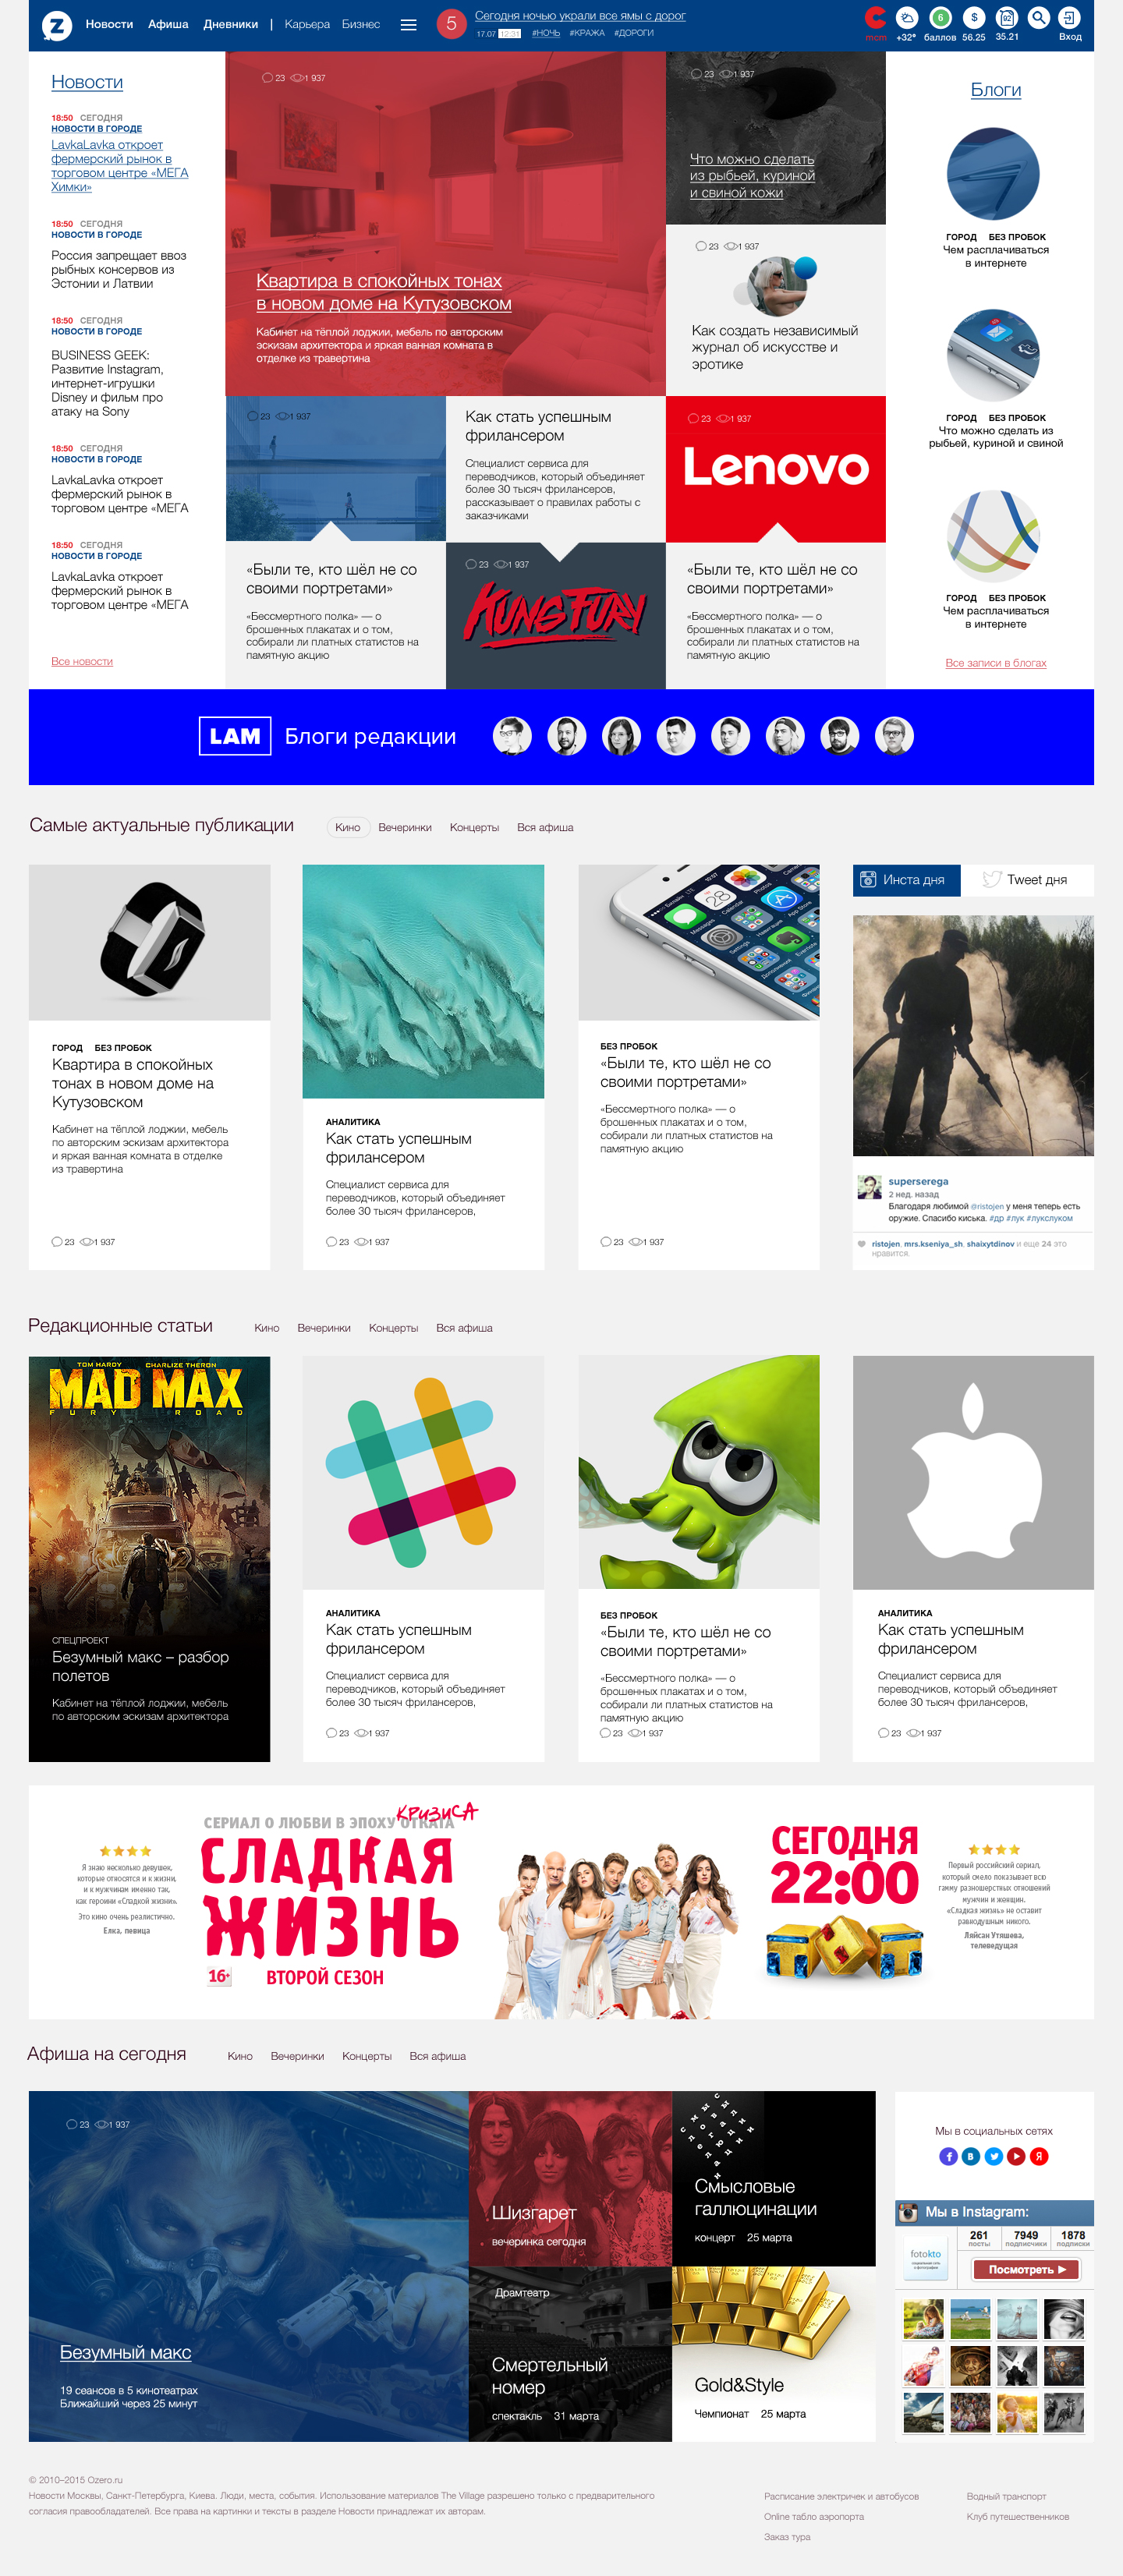 Новости Афиша Дневники | Карьера Бизнес
5
Сегодня ночью украли все ямы с дорог
17.07 12:31 #НОЧЬ #КРАЖА #ДОРОГИ
тст +32° 6 баллов $ 56.25 92 35.21 Вход
Новости
18:50 СЕГОДНЯ
НОВОСТИ В ГОРОДЕ
LavkaLavka откроет
фермерский рынок в
торговом центре «МЕГА
Химки»
18:50 СЕГОДНЯ
НОВОСТИ В ГОРОДЕ
Россия запрещает ввоз
рыбных консервов из
Эстонии и Латвии
18:50 СЕГОДНЯ
НОВОСТИ В ГОРОДЕ
BUSINESS GEEK:
Развитие Instagram,
интернет-игрушки
Disney и фильм про
атаку на Sony
18:50 СЕГОДНЯ
НОВОСТИ В ГОРОДЕ
LavkaLavka откроет
фермерский рынок в
торговом центре «МЕГА
18:50 СЕГОДНЯ
НОВОСТИ В ГОРОДЕ
LavkaLavka откроет
фермерский рынок в
торговом центре «МЕГА
Все новости
23 1 937
Квартира в спокойных тонах
в новом доме на Кутузовском
Кабинет на тёплой лоджии, мебель по авторским
эскизам архитектора и яркая ванная комната в
отделке из травертина
23 1 937
Что можно сделать
из рыбьей, куриной
и свиной кожи
23 1 937
Как создать независимый
журнал об искусстве и
эротике
23 1 937
«Были те, кто шёл не со
своими портретами»
«Бессмертного полка» — о
брошенных плакатах и о том,
собирали ли платных статистов на
памятную акцию
Как стать успешным
фрилансером
Специалист сервиса для
переводчиков, который объединяет
более 30 тысяч фрилансеров,
рассказывает о правилах работы с
заказчиками
23 1 937
KUNG FURY
23 1 937
Lenovo
«Были те, кто шёл не со
своими портретами»
«Бессмертного полка» — о
брошенных плакатах и о том,
собирали ли платных статистов на
памятную акцию
Блоги
ГОРОД БЕЗ ПРОБОК
Чем расплачиваться
в интернете
ГОРОД БЕЗ ПРОБОК
Что можно сделать из
рыбьей, куриной и свиной
ГОРОД БЕЗ ПРОБОК
Чем расплачиваться
в интернете
Все записи в блогах
LAM Блоги редакции
Самые актуальные публикации Кино Вечеринки Концерты Вся афиша
ГОРОД БЕЗ ПРОБОК
Квартира в спокойных
тонах в новом доме на
Кутузовском
Кабинет на тёплой лоджии, мебель
по авторским эскизам архитектора
и яркая ванная комната в отделке
из травертина
23 1 937
АНАЛИТИКА
Как стать успешным
фрилансером
Специалист сервиса для
переводчиков, который объединяет
более 30 тысяч фрилансеров,
23 1 937
БЕЗ ПРОБОК
«Были те, кто шёл не со
своими портретами»
«Бессмертного полка» — о
брошенных плакатах и о том,
собирали ли платных статистов на
памятную акцию
23 1 937
Инста дня Tweet дня
superserega
2 нед. назад
Благодаря любимой @ristojen у меня теперь есть
оружие. Спасибо киська. #др #лук #лукслуком
ristojen, mrs.kseniya_sh, shaixytdinov и ещё 24 это
нравится.
Редакционные статьи Кино Вечеринки Концерты Вся афиша
TOM HARDY CHARLIZE THERON
MAD MAX
FURY ROAD
СПЕЦПРОЕКТ
Безумный макс – разбор
полетов
Кабинет на тёплой лоджии, мебель
по авторским эскизам архитектора
АНАЛИТИКА
Как стать успешным
фрилансером
Специалист сервиса для
переводчиков, который объединяет
более 30 тысяч фрилансеров,
23 1 937
БЕЗ ПРОБОК
«Были те, кто шёл не со
своими портретами»
«Бессмертного полка» — о
брошенных плакатах и о том,
собирали ли платных статистов на
памятную акцию
23 1 937
АНАЛИТИКА
Как стать успешным
фрилансером
Специалист сервиса для
переводчиков, который объединяет
более 30 тысяч фрилансеров,
23 1 937
Я знаю несколько девушек,
которые относятся и к жизни,
и к мужчинам именно так,
как героини «Сладкой жизни».
Это кино очень реалистично.
Елка, певица
КРИЗИСА
СЕРИАЛ О ЛЮБВИ В ЭПОХУ ОТКАТА
СЛАДКАЯ
ЖИЗНЬ
16+ ВТОРОЙ СЕЗОН
СЕГОДНЯ
22:00
Первый российский сериал,
который смело показывает всю
гамму разношерстных отношений
мужчин и женщин.
«Сладкая жизнь» не оставит
равнодушным никого.
Ляйсан Утяшева,
телеведущая
Афиша на сегодня Кино Вечеринки Концерты Вся афиша
23 1 937
Безумный макс
19 сеансов в 5 кинотеатрах
Ближайший через 25 минут
Шизгарет
вечеринка сегодня
Смысловые
галлюцинации
концерт 25 марта
Драмтеатр
Смертельный
номер
спектакль 31 марта
Gold&Style
Чемпионат 25 марта
Мы в социальных сетях
Мы в Instagram:
fotokto
261 посты 7949 подписчики 1878 подписки
Посмотреть
© 2010–2015 Ozero.ru
Новости Москвы, Санкт-Петербурга, Киева. Люди, места, события. Использование материалов The Village разрешено только с предварительного
согласия правообладателей. Все права на картинки и тексты в разделе Новости принадлежат их авторам.
Расписание электричек и автобусов
Online табло аэропорта
Заказ тура
Водный транспорт
Клуб путешественников